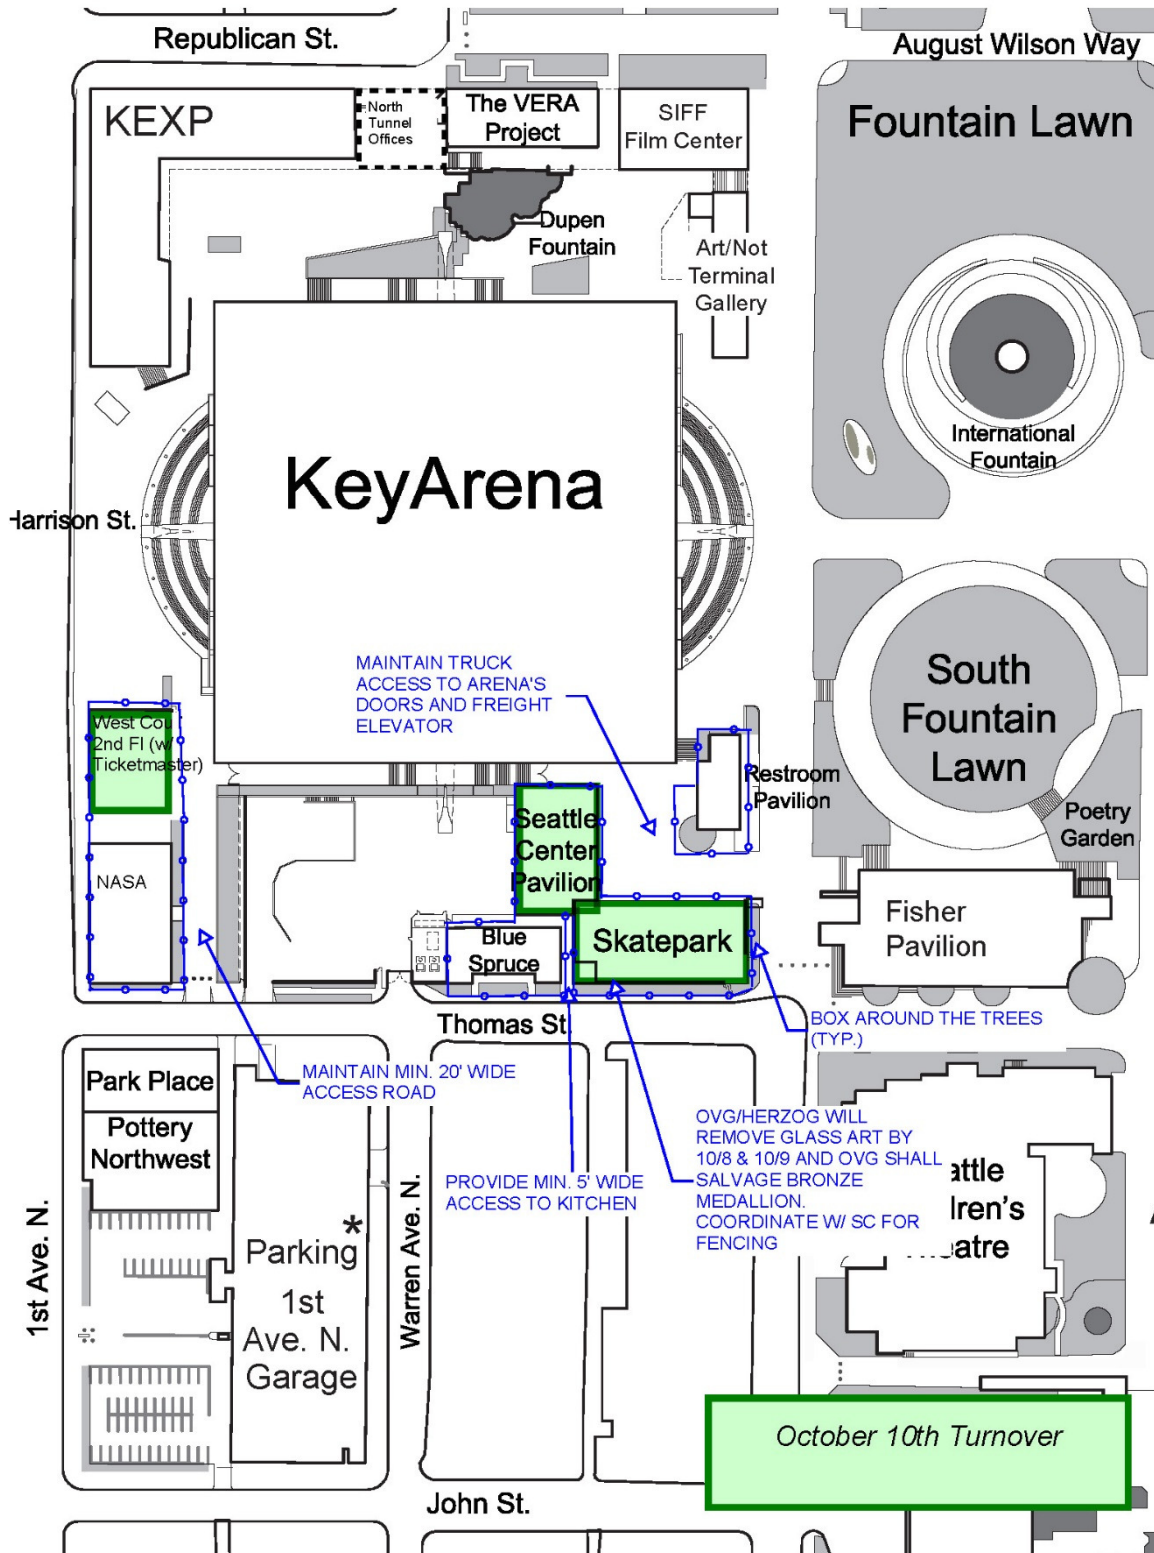 Republican St.
August Wilson Way
KEXP
North
Tunnel
Offices
The VERA
Project
SIFF
Film Center
Fountain Lawn
Dupen
Fountain
Art/Not
Terminal
Gallery
International
Fountain
KeyArena
Harrison St.
MAINTAIN TRUCK
ACCESS TO ARENA'S
DOORS AND FREIGHT
ELEVATOR
South
Fountain
Lawn
West Cou
2nd Fl (w/
Ticketmaster)
Restroom
Pavilion
Poetry
Garden
Seattle
Center
Pavilion
NASA
Blue
Spruce
Skatepark
Fisher
Pavilion
Thomas St.
BOX AROUND THE TREES
(TYP.)
MAINTAIN MIN. 20' WIDE
ACCESS ROAD
Park Place
Pottery
Northwest
OVG/HERZOG WILL
REMOVE GLASS ART BY
10/8 & 10/9 AND OVG SHALL
SALVAGE BRONZE
MEDALLION.
COORDINATE W/ SC FOR
FENCING
PROVIDE MIN. 5' WIDE
ACCESS TO KITCHEN
attle
dren's
eatre
1st Ave. N.
Warren Ave. N.
*
Parking
1st
Ave. N.
Garage
October 10th Turnover
John St.